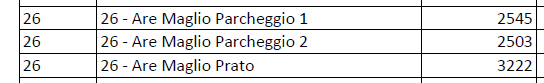 26 26 - Are Maglio Parcheggio 1 2545
26 26 - Are Maglio Parcheggio 2 2503
26 26 - Are Maglio Prato 3222